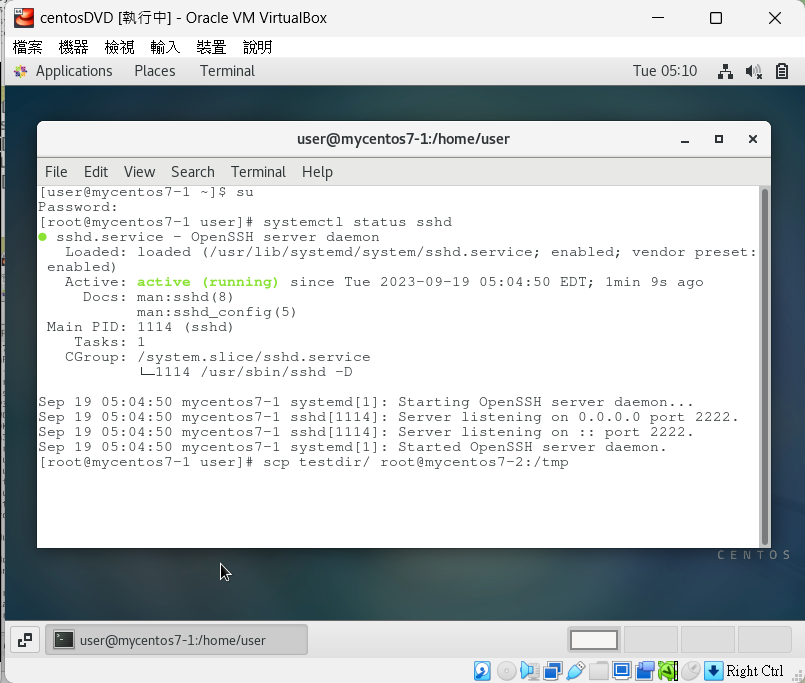 centosDVD [執行中] - Oracle VM VirtualBox
檔案 機器 檢視 輸入 裝置 說明
Applications Places Terminal Tue 05:10
user@mycentos7-1:/home/user
File Edit View Search Terminal Help
[user@mycentos7-1 ~]$ su
Password:
[root@mycentos7-1 user]# systemctl status sshd
● sshd.service - OpenSSH server daemon
   Loaded: loaded (/usr/lib/systemd/system/sshd.service; enabled; vendor preset:
 enabled)
   Active: active (running) since Tue 2023-09-19 05:04:50 EDT; 1min 9s ago
     Docs: man:sshd(8)
           man:sshd_config(5)
 Main PID: 1114 (sshd)
    Tasks: 1
   CGroup: /system.slice/sshd.service
           └─1114 /usr/sbin/sshd -D
Sep 19 05:04:50 mycentos7-1 systemd[1]: Starting OpenSSH server daemon...
Sep 19 05:04:50 mycentos7-1 sshd[1114]: Server listening on 0.0.0.0 port 2222.
Sep 19 05:04:50 mycentos7-1 sshd[1114]: Server listening on :: port 2222.
Sep 19 05:04:50 mycentos7-1 systemd[1]: Started OpenSSH server daemon.
[root@mycentos7-1 user]# scp testdir/ root@mycentos7-2:/tmp
CENTOS
user@mycentos7-1:/home/user
Right Ctrl